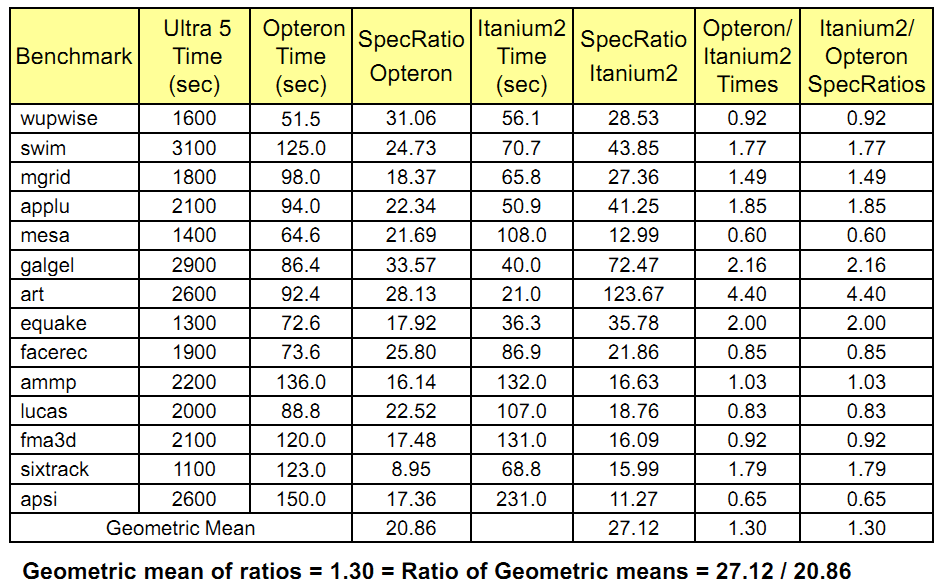 Benchmark Ultra 5 Time (sec) Opteron Time (sec) SpecRatio Opteron Itanium2 Time (sec) SpecRatio Itanium2 Opteron/ Itanium2 Times Itanium2/ Opteron SpecRatios
wupwise 1600 51.5 31.06 56.1 28.53 0.92 0.92
swim 3100 125.0 24.73 70.7 43.85 1.77 1.77
mgrid 1800 98.0 18.37 65.8 27.36 1.49 1.49
applu 2100 94.0 22.34 50.9 41.25 1.85 1.85
mesa 1400 64.6 21.69 108.0 12.99 0.60 0.60
galgel 2900 86.4 33.57 40.0 72.47 2.16 2.16
art 2600 92.4 28.13 21.0 123.67 4.40 4.40
equake 1300 72.6 17.92 36.3 35.78 2.00 2.00
facerec 1900 73.6 25.80 86.9 21.86 0.85 0.85
ammp 2200 136.0 16.14 132.0 16.63 1.03 1.03
lucas 2000 88.8 22.52 107.0 18.76 0.83 0.83
fma3d 2100 120.0 17.48 131.0 16.09 0.92 0.92
sixtrack 1100 123.0 8.95 68.8 15.99 1.79 1.79
apsi 2600 150.0 17.36 231.0 11.27 0.65 0.65
Geometric Mean 20.86 27.12 1.30 1.30
Geometric mean of ratios = 1.30 = Ratio of Geometric means = 27.12 / 20.86